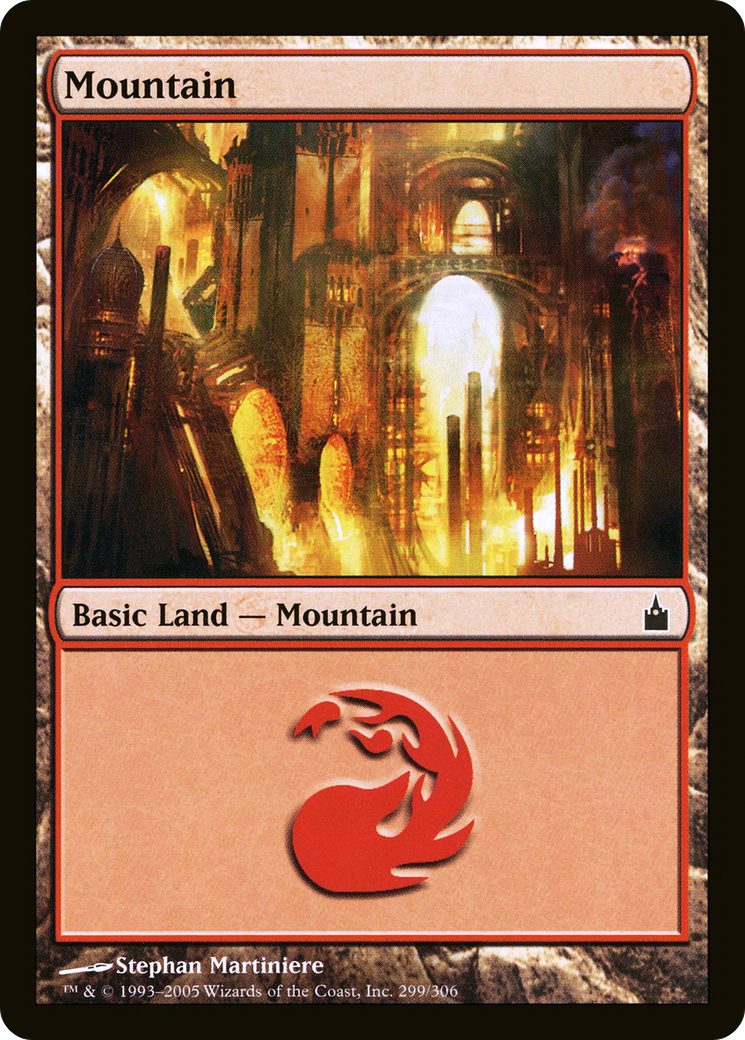 Mountain
Basic Land — Mountain
Stephan Martiniere
™ & © 1993–2005 Wizards of the Coast, Inc. 299/306